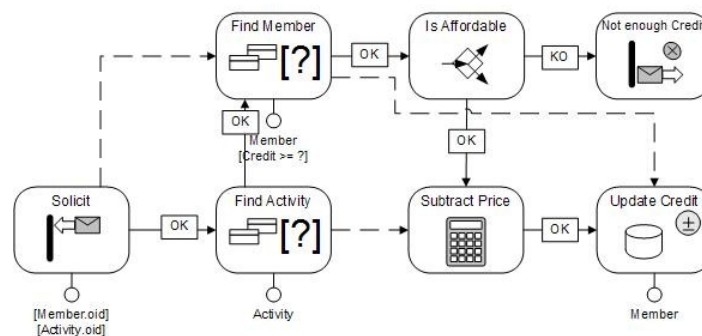 Find Member
[?]
OK
Is Affordable
KO
Not enough Credit
OK
Member
[Credit >= ?]
OK
Solicit
OK
Find Activity
[?]
Subtract Price
OK
Update Credit
±
[Member.oid]
[Activity.oid]
Activity
Member